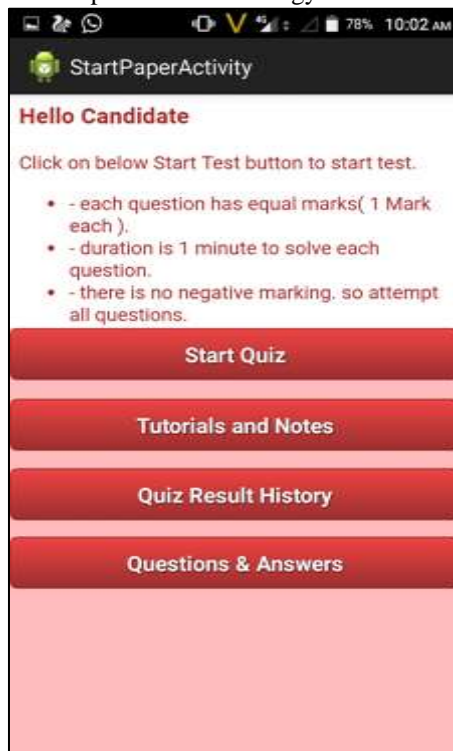 78% 10:02 AM
StartPaperActivity
Hello Candidate
Click on below Start Test button to start test.
• - each question has equal marks( 1 Mark
each ).
• - duration is 1 minute to solve each
question.
• - there is no negative marking. so attempt
all questions.
Start Quiz
Tutorials and Notes
Quiz Result History
Questions & Answers